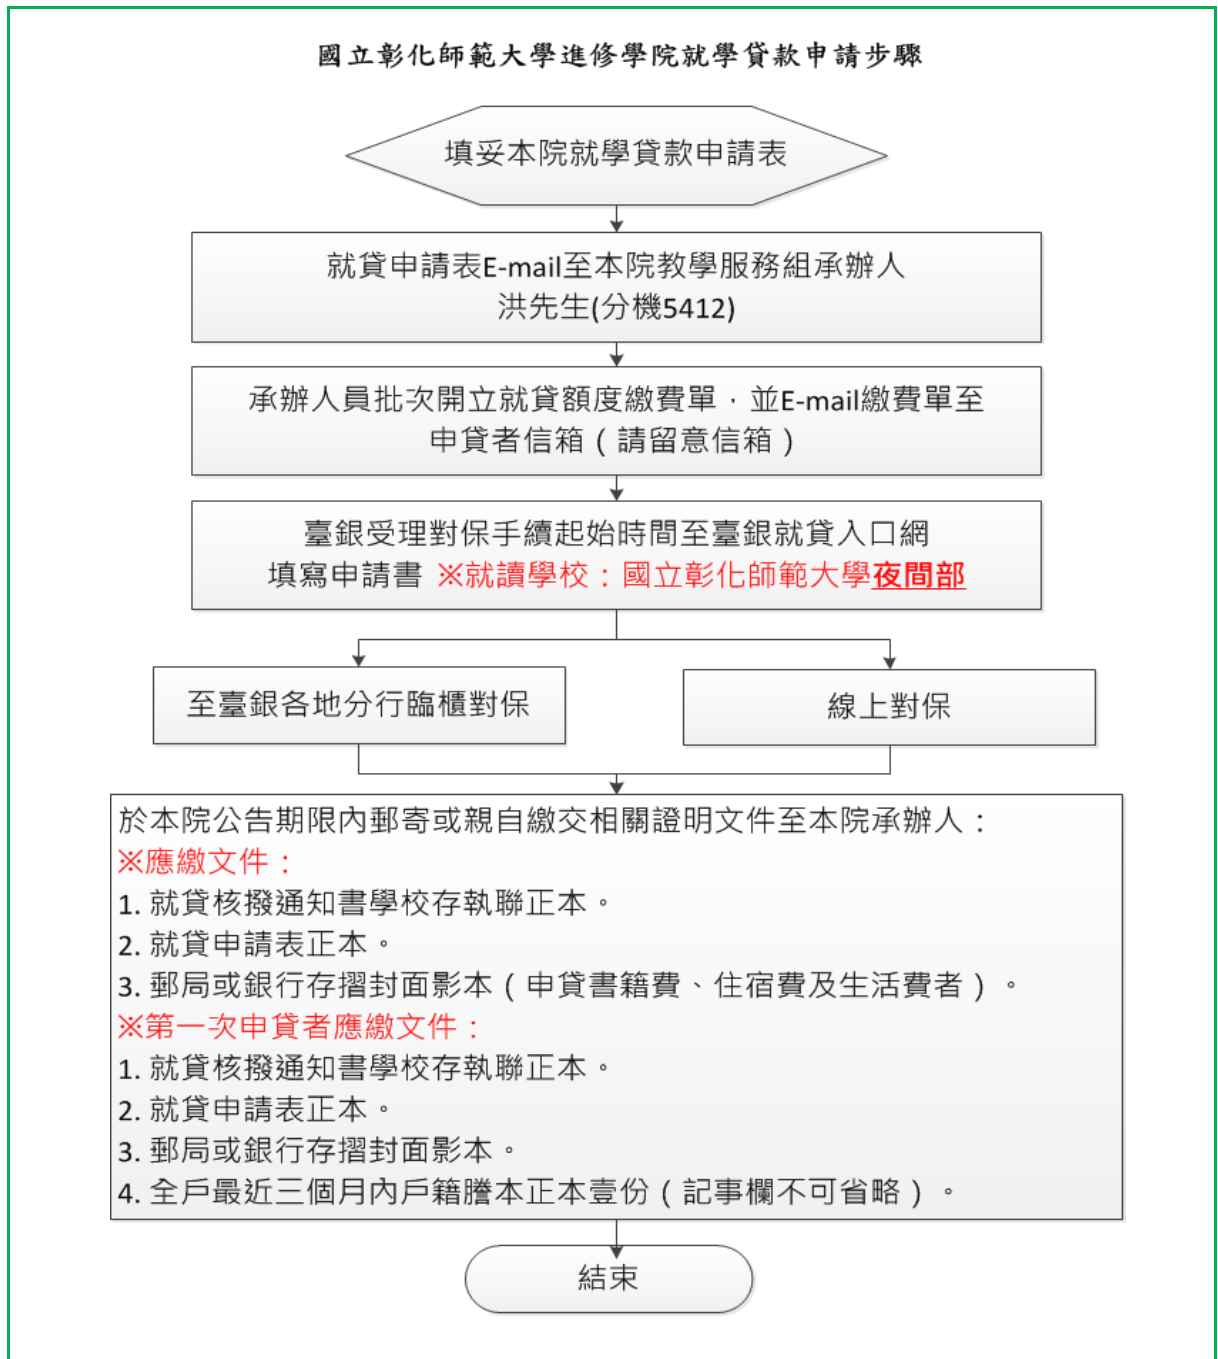 國立彰化師範大學進修學院就學貸款申請步驟
填妥本院就學貸款申請表
就貸申請表E-mail至本院教學服務組承辦人
洪先生(分機5412)
承辦人員批次開立就貸額度繳費單，並E-mail繳費單至
申貸者信箱（請留意信箱）
臺銀受理對保手續起始時間至臺銀就貸入口網
填寫申請書 ※就讀學校：國立彰化師範大學夜間部
至臺銀各地分行臨櫃對保
線上對保
於本院公告期限內郵寄或親自繳交相關證明文件至本院承辦人：
※應繳文件：
1. 就貸核撥通知書學校存執聯正本。
2. 就貸申請表正本。
3. 郵局或銀行存摺封面影本（申貸書籍費、住宿費及生活費者）。
※第一次申貸者應繳文件：
1. 就貸核撥通知書學校存執聯正本。
2. 就貸申請表正本。
3. 郵局或銀行存摺封面影本。
4. 全戶最近三個月內戶籍謄本正本壹份（記事欄不可省略）。
結束